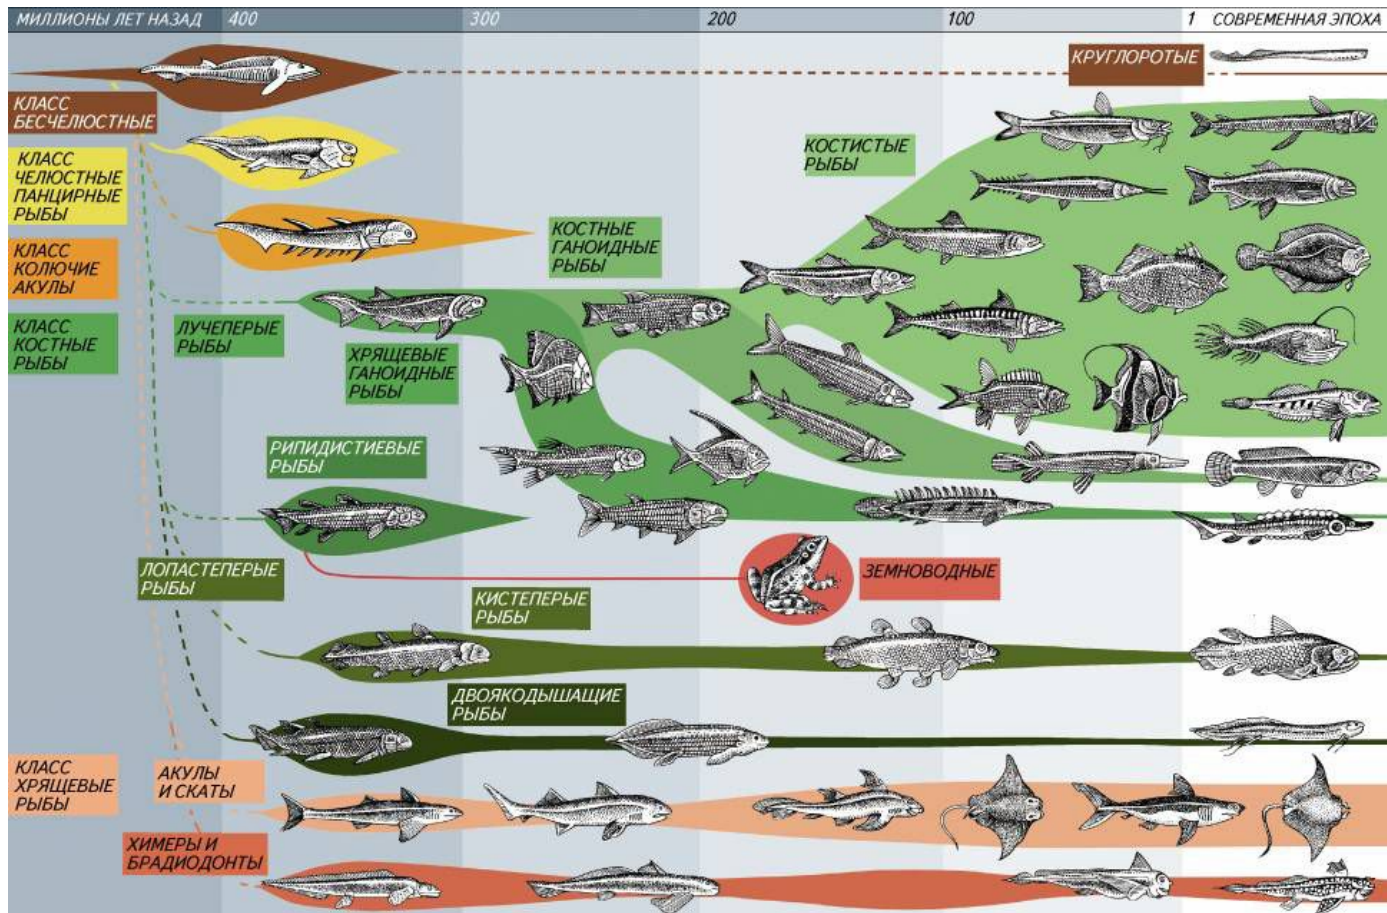 МИЛЛИОНЫ ЛЕТ НАЗАД 400 300 200 100 1 СОВРЕМЕННАЯ ЭПОХА
КРУГЛОРОТЫЕ
КЛАСС
БЕСЧЕЛЮСТНЫЕ
КОСТИСТЫЕ
РЫБЫ
КЛАСС
ЧЕЛЮСТНЫЕ
ПАНЦИРНЫЕ
РЫБЫ
КОСТНЫЕ
ГАНОИДНЫЕ
РЫБЫ
КЛАСС
КОЛЮЧИЕ
АКУЛЫ
КЛАСС
КОСТНЫЕ
РЫБЫ
ЛУЧЕПЕРЫЕ
РЫБЫ
ХРЯЩЕВЫЕ
ГАНОИДНЫЕ
РЫБЫ
РИПИДИСТИЕВЫЕ
РЫБЫ
ЛОПАСТЕПЕРЫЕ
РЫБЫ
ЗЕМНОВОДНЫЕ
КИСТЕПЕРЫЕ
РЫБЫ
ДВОЯКОДЫШАЩИЕ
РЫБЫ
КЛАСС
ХРЯЩЕВЫЕ
РЫБЫ
АКУЛЫ
И СКАТЫ
ХИМЕРЫ И
БРАДИОДОНТЫ